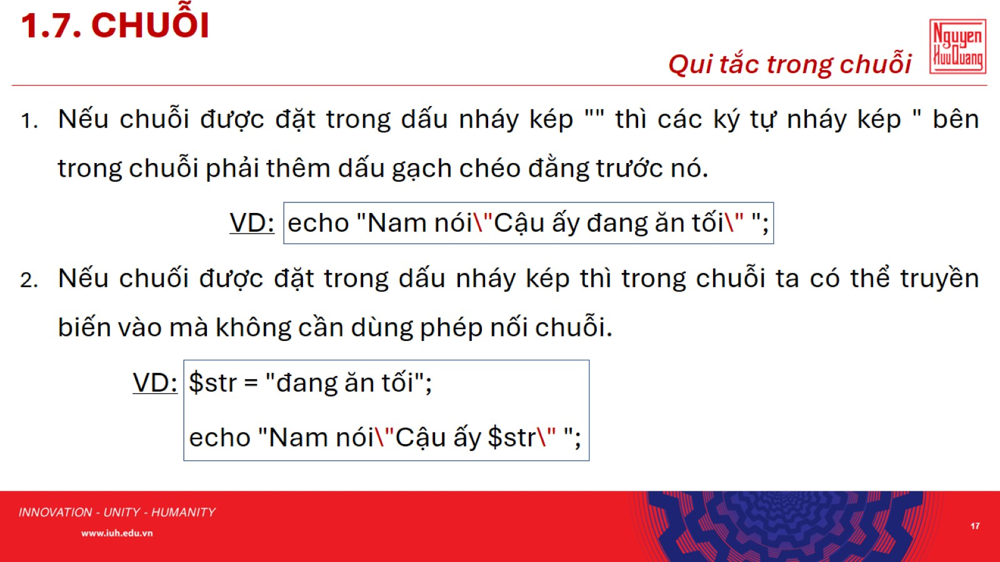 1.7. CHUỖI
Nguyen
HuuQuang
Qui tắc trong chuỗi
1. Nếu chuỗi được đặt trong dấu nháy kép "" thì các ký tự nháy kép " bên
trong chuỗi phải thêm dấu gạch chéo đằng trước nó.
VD: echo "Nam nói\"Cậu ấy đang ăn tối\" ";
2. Nếu chuối được đặt trong dấu nháy kép thì trong chuỗi ta có thể truyền
biến vào mà không cần dùng phép nối chuỗi.
VD: $str = "đang ăn tối";
echo "Nam nói\"Cậu ấy $str\" ";
INNOVATION - UNITY - HUMANITY
www.iuh.edu.vn
17